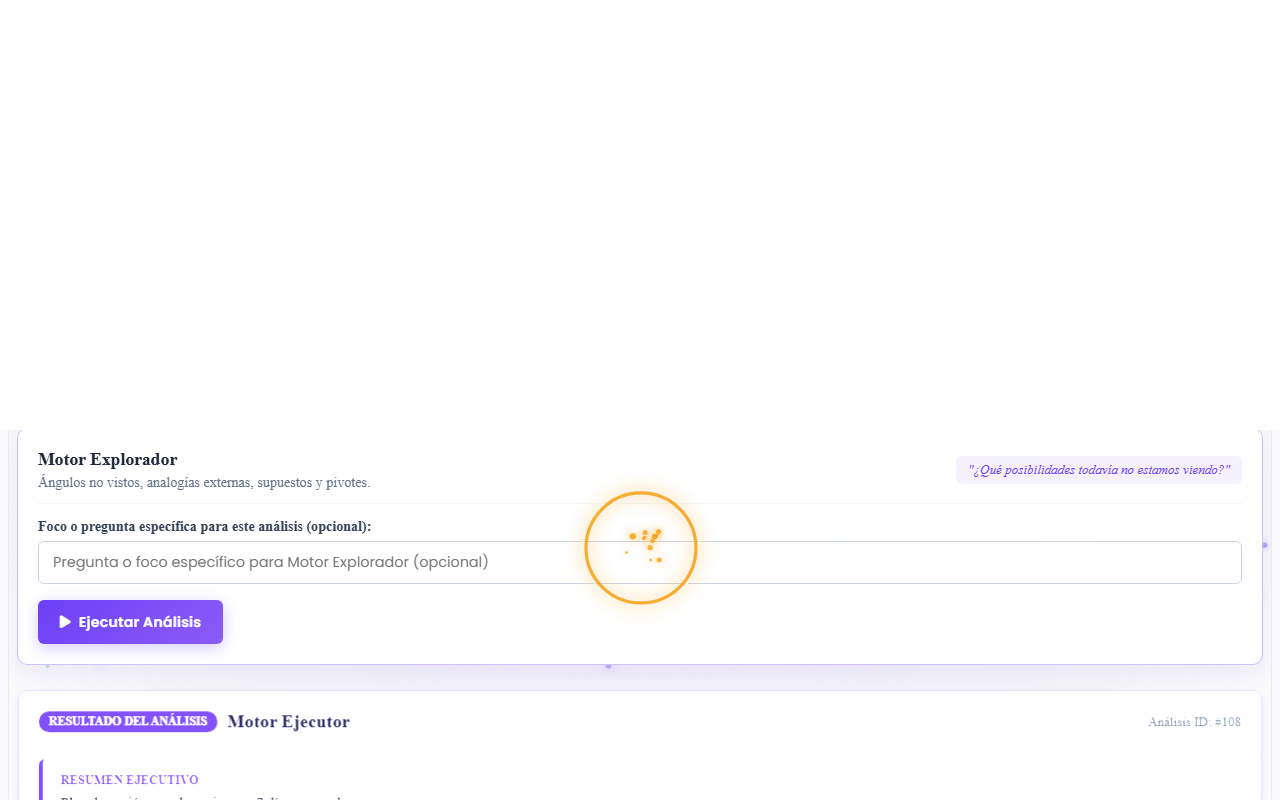 Motor Explorador
Ángulos no vistos, analogías externas, supuestos y pivotes.
"¿Qué posibilidades todavía no estamos viendo?"
Foco o pregunta específica para este análisis (opcional):
Pregunta o foco específico para Motor Explorador (opcional)
Ejecutar Análisis
RESULTADO DEL ANÁLISIS Motor Ejecutor
Análisis ID: #108
RESUMEN EJECUTIVO